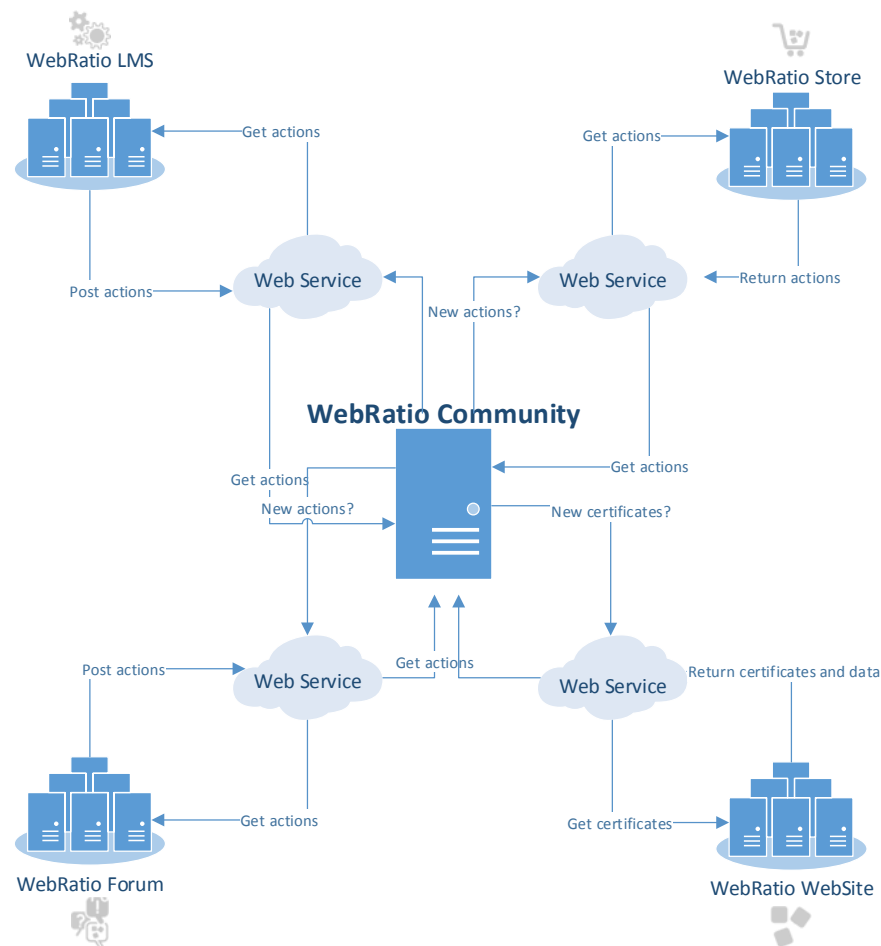 WebRatio LMS
WebRatio Store
Get actions
Get actions
Web Service
Web Service
Post actions
Return actions
New actions?
WebRatio Community
Get actions
Get actions
New actions?
New certificates?
Post actions
Get actions
Web Service
Web Service
Return certificates and data
Get actions
Get certificates
WebRatio Forum
WebRatio WebSite